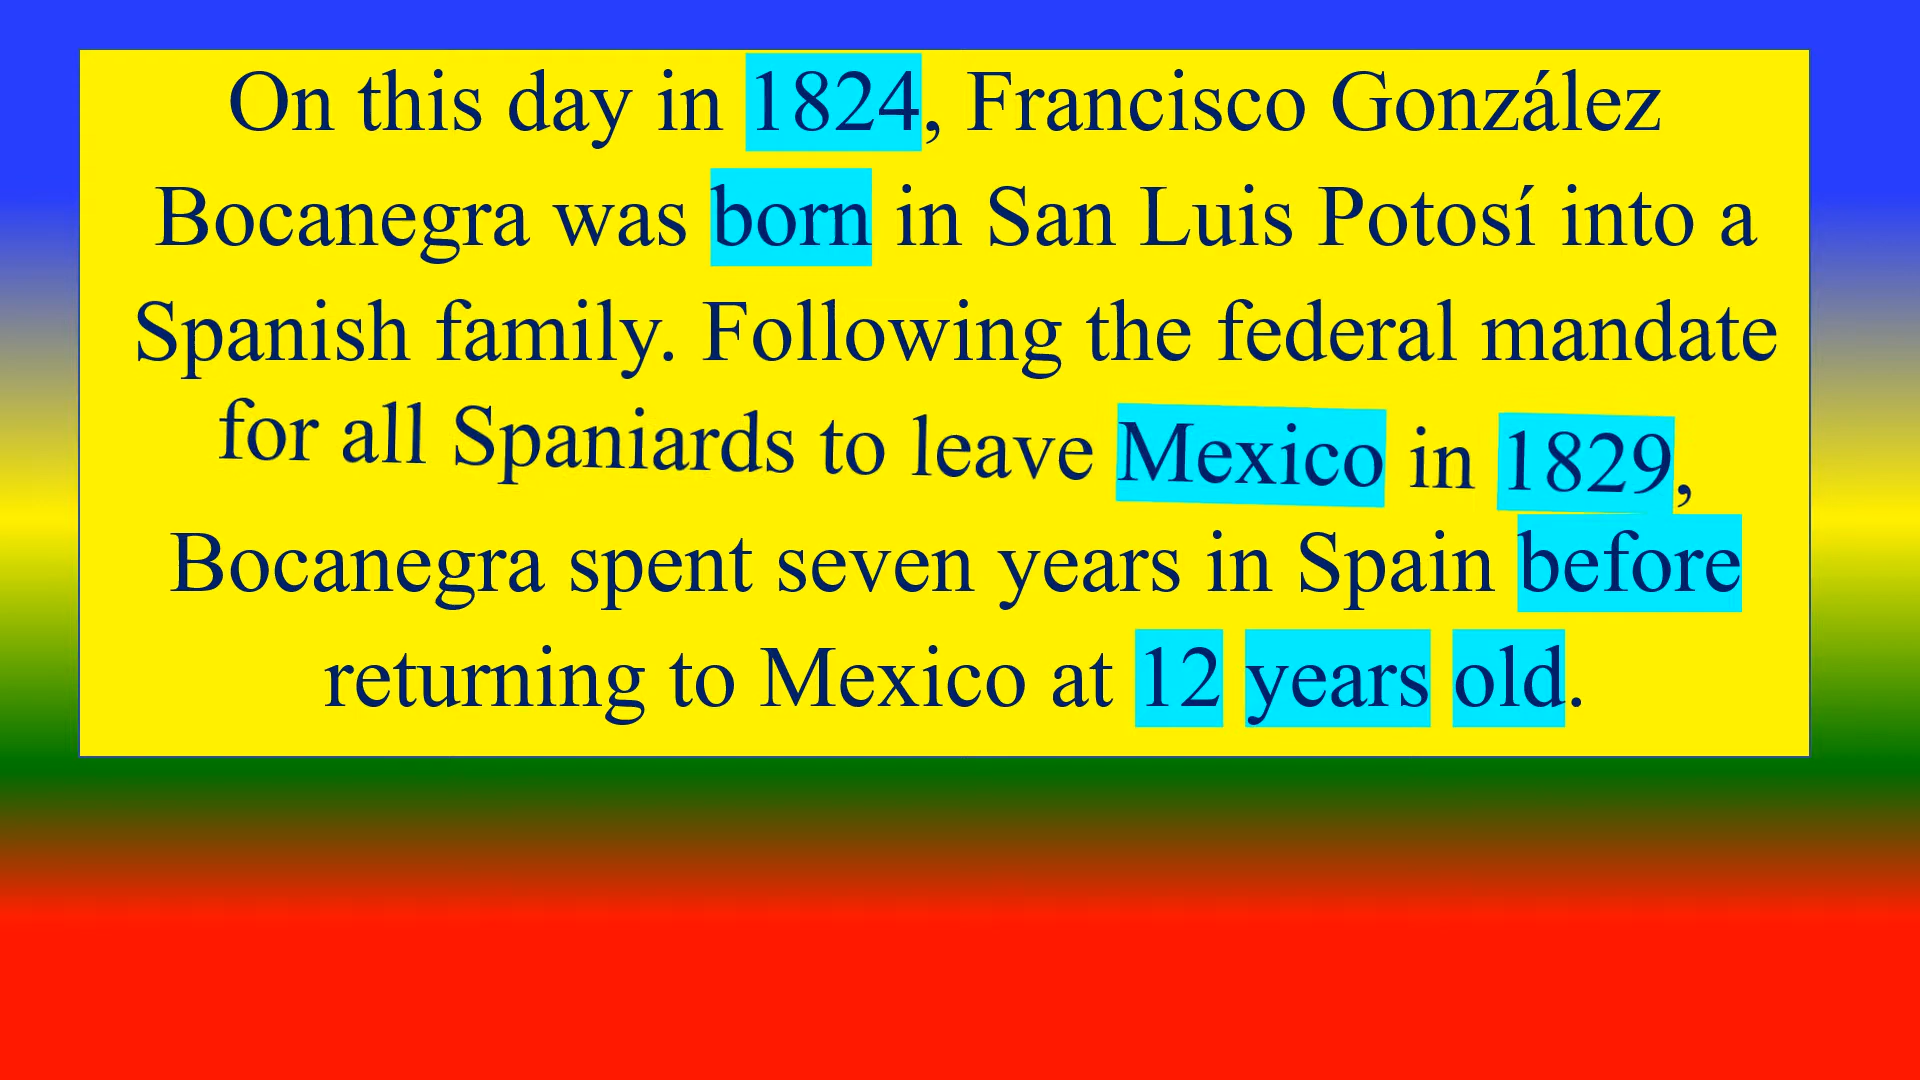 On this day in 1824, Francisco González
Bocanegra was born in San Luis Potosí into a
Spanish family. Following the federal mandate
for all Spaniards to leave Mexico in 1829,
Bocanegra spent seven years in Spain before
returning to Mexico at 12 years old.